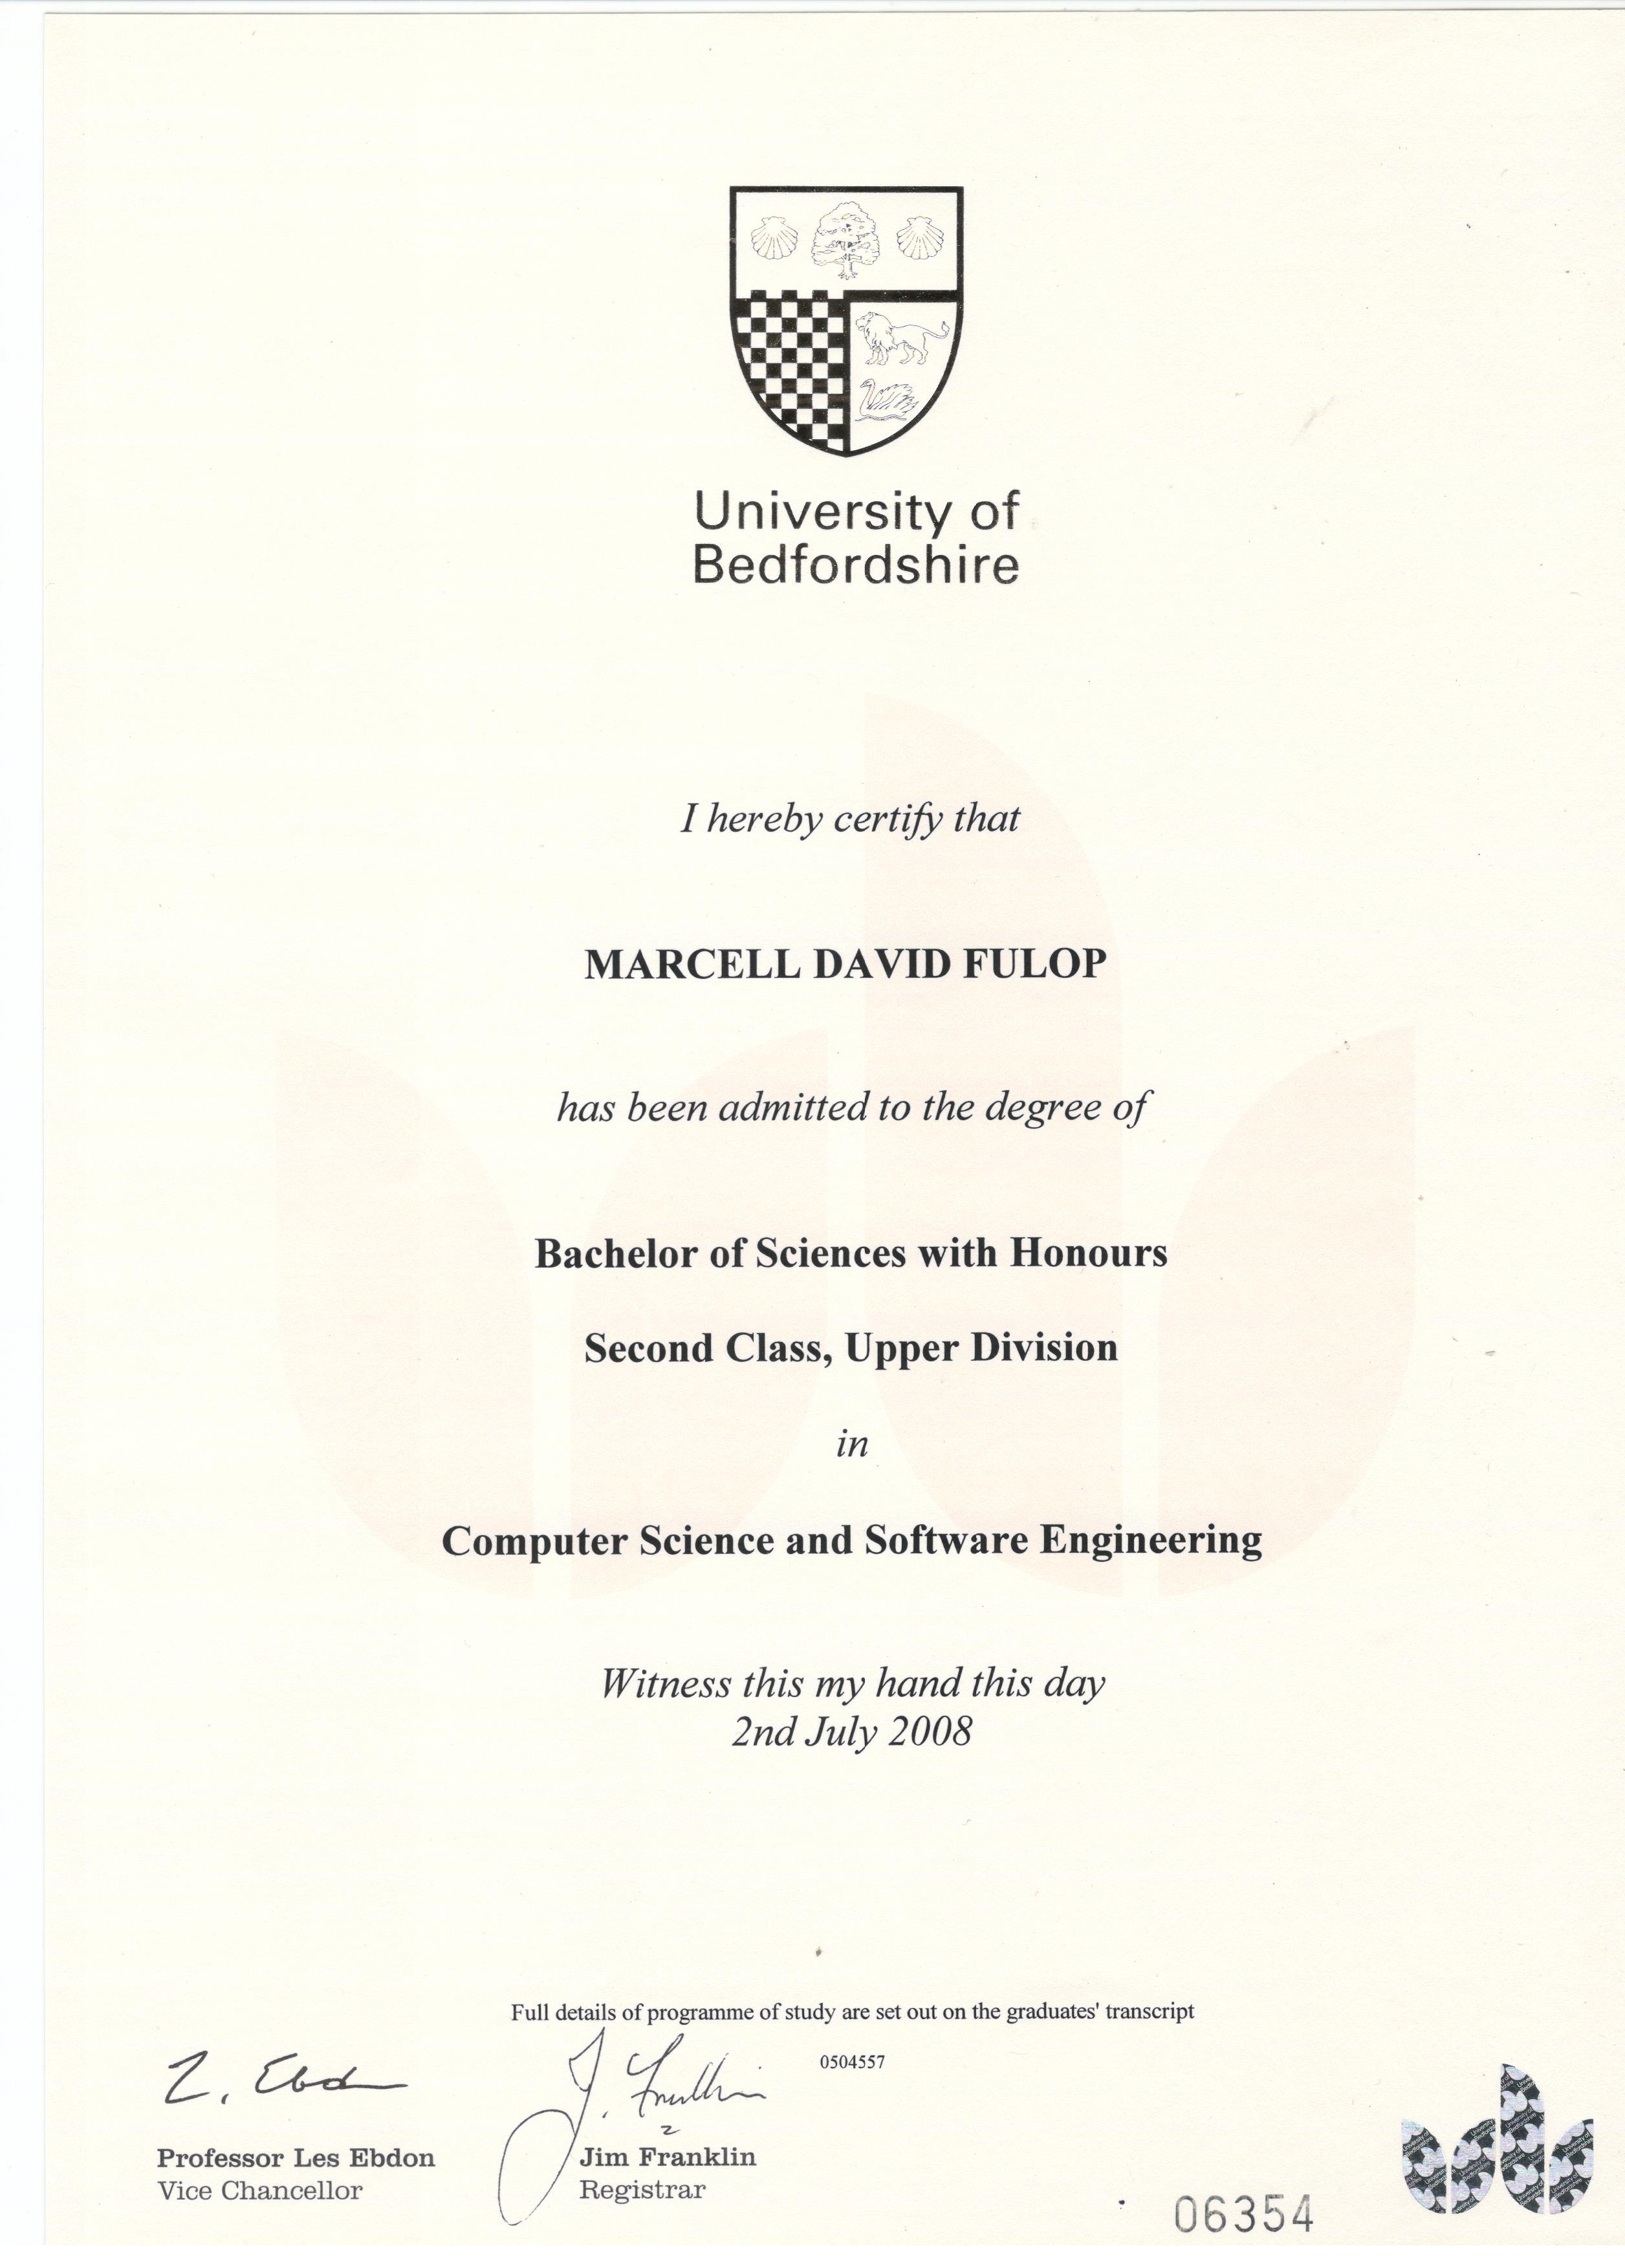 University of
Bedfordshire
I hereby certify that
MARCELL DAVID FULOP
has been admitted to the degree of
Bachelor of Sciences with Honours
Second Class, Upper Division
in
Computer Science and Software Engineering
Witness this my hand this day
2nd July 2008
Full details of programme of study are set out on the graduates' transcript
0504557
L. Ebdon
J. Franklin
Professor Les Ebdon
Vice Chancellor
Jim Franklin
Registrar
06354